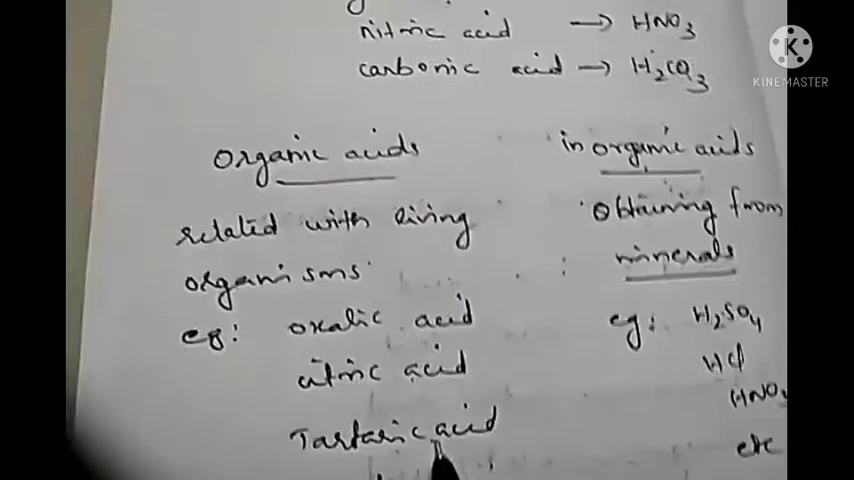 nitric acid → HNO3
carbonic acid → H2CO3
K
KINEMASTER
organic acids
inorganic acids
related with living
organisms
obtaining from
minerals
eg: oxalic acid
citric acid
Tartaric acid
eg: H2SO4
HCl
HNO3
etc